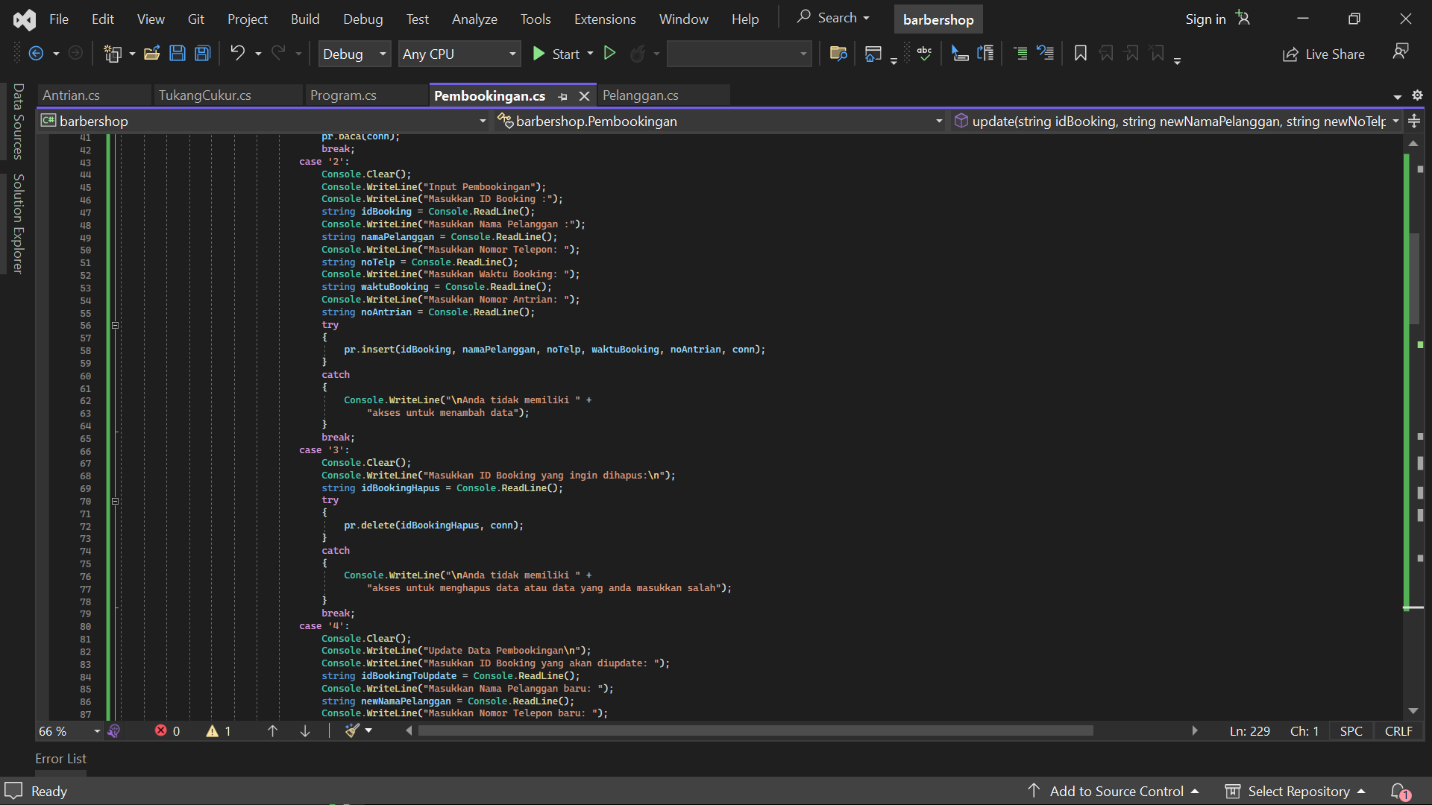 File Edit View Git Project Build Debug Test Analyze Tools Extensions Window Help Search barbershop Sign in
Debug Any CPU Start Live Share
Data Sources
Solution Explorer
Antrian.cs TukangCukur.cs Program.cs Pembookingan.cs Pelanggan.cs
C# barbershop barbershop.Pembookingan update(string idBooking, string newNamaPelanggan, string newNoTelp
41 pr.baca(conn);
42 break;
43 case '2':
44 Console.Clear();
45 Console.WriteLine("Input Pembookingan");
46 Console.WriteLine("Masukkan ID Booking :");
47 string idBooking = Console.ReadLine();
48 Console.WriteLine("Masukkan Nama Pelanggan :");
49 string namaPelanggan = Console.ReadLine();
50 Console.WriteLine("Masukkan Nomor Telepon: ");
51 string noTelp = Console.ReadLine();
52 Console.WriteLine("Masukkan Waktu Booking: ");
53 string waktuBooking = Console.ReadLine();
54 Console.WriteLine("Masukkan Nomor Antrian: ");
55 string noAntrian = Console.ReadLine();
56 try
57 {
58 pr.insert(idBooking, namaPelanggan, noTelp, waktuBooking, noAntrian, conn);
59 }
60 catch
61 {
62 Console.WriteLine("\nAnda tidak memiliki " +
63 "akses untuk menambah data");
64 }
65 break;
66 case '3':
67 Console.Clear();
68 Console.WriteLine("Masukkan ID Booking yang ingin dihapus:\n");
69 string idBookingHapus = Console.ReadLine();
70 try
71 {
72 pr.delete(idBookingHapus, conn);
73 }
74 catch
75 {
76 Console.WriteLine("\nAnda tidak memiliki " +
77 "akses untuk menghapus data atau data yang anda masukkan salah");
78 }
79 break;
80 case '4':
81 Console.Clear();
82 Console.WriteLine("Update Data Pembookingan\n");
83 Console.WriteLine("Masukkan ID Booking yang akan diupdate: ");
84 string idBookingToUpdate = Console.ReadLine();
85 Console.WriteLine("Masukkan Nama Pelanggan baru: ");
86 string newNamaPelanggan = Console.ReadLine();
87 Console.WriteLine("Masukkan Nomor Telepon baru: ");
66 % 0 1 Ln: 229 Ch: 1 SPC CRLF
Error List
Ready Add to Source Control Select Repository 1